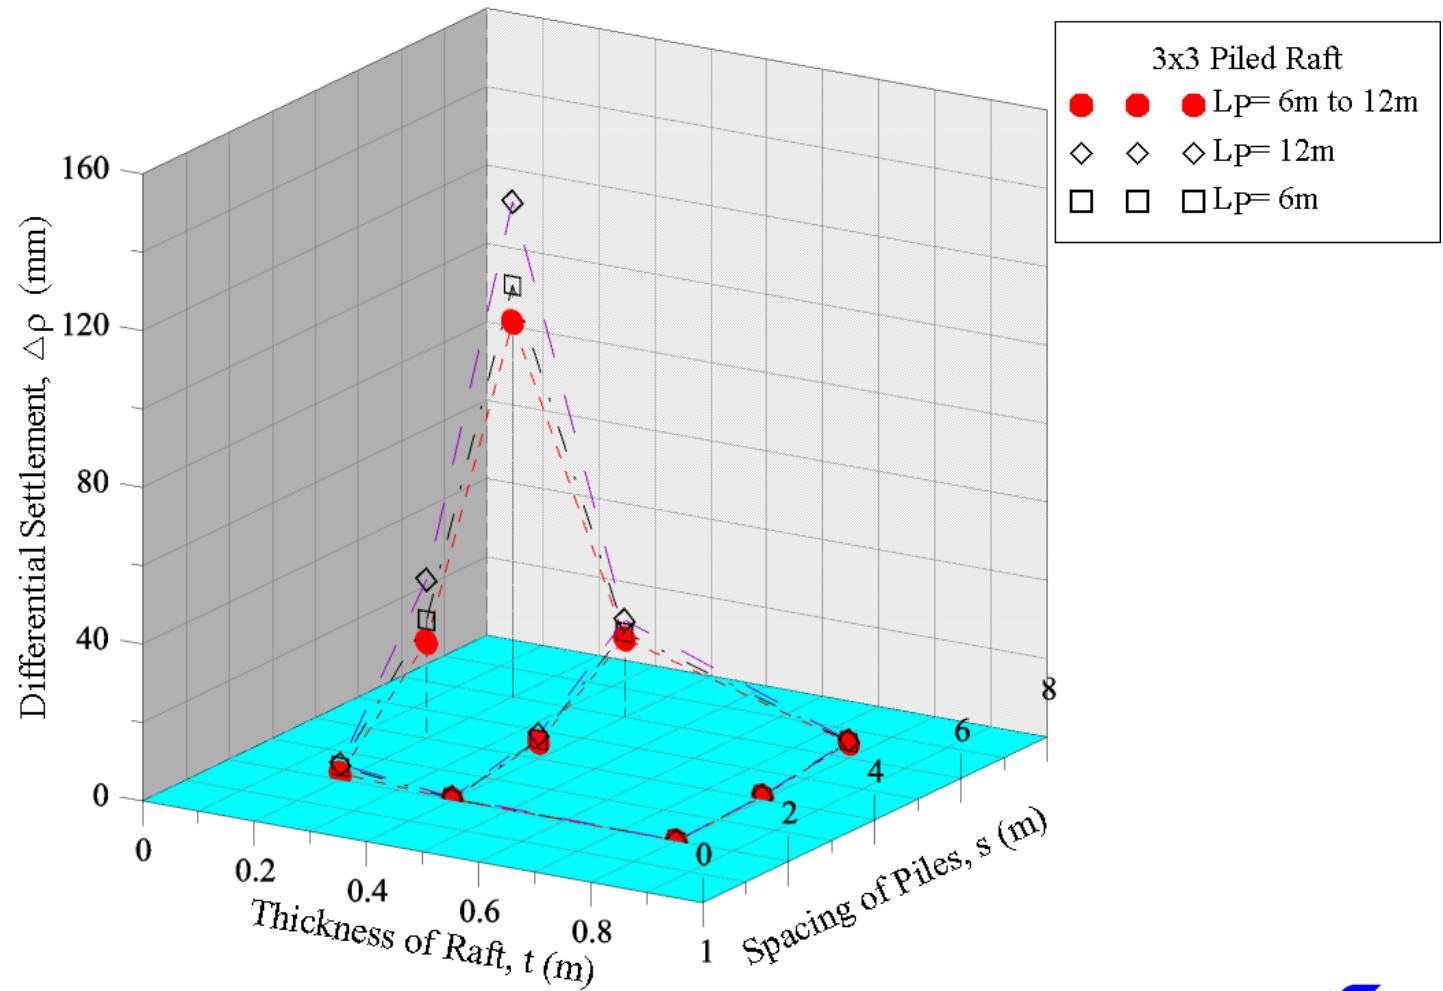 3x3 Piled Raft
LP= 6m to 12m
LP= 12m
LP= 6m
160
120
80
40
0
Differential Settlement, △ρ (mm)
0
0.2
0.4
0.6
0.8
1
Thickness of Raft, t (m)
0
2
4
6
8
Spacing of Piles, s (m)